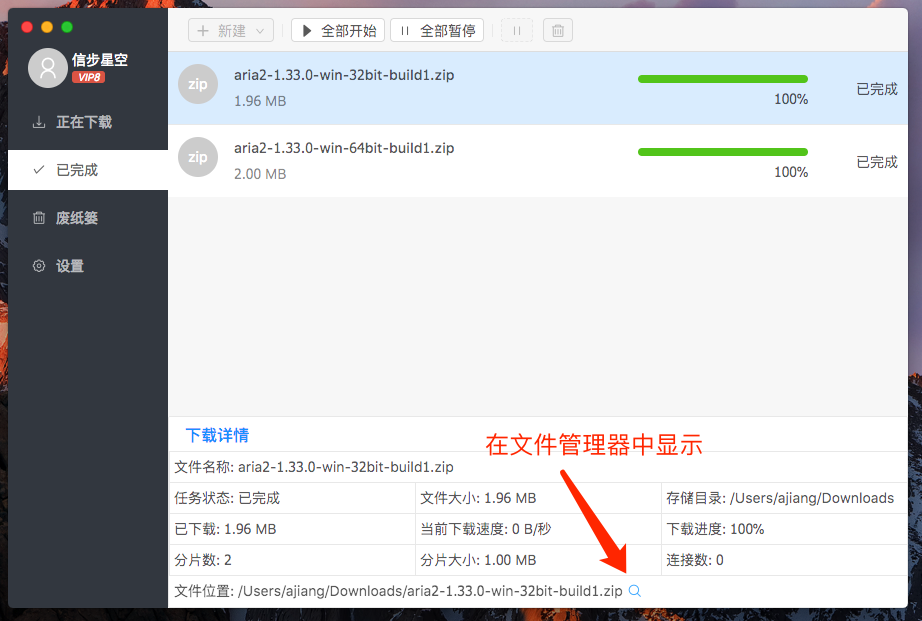 信步星空
VIP8
正在下载
已完成
废纸篓
设置
新建
全部开始
全部暂停
zip
aria2-1.33.0-win-32bit-build1.zip
1.96 MB
100%
已完成
zip
aria2-1.33.0-win-64bit-build1.zip
2.00 MB
100%
已完成
下载详情
在文件管理器中显示
文件名称: aria2-1.33.0-win-32bit-build1.zip
任务状态: 已完成
文件大小: 1.96 MB
存储目录: /Users/ajiang/Downloads
已下载: 1.96 MB
当前下载速度: 0 B/秒
下载进度: 100%
分片数: 2
分片大小: 1.00 MB
连接数: 0
文件位置: /Users/ajiang/Downloads/aria2-1.33.0-win-32bit-build1.zip